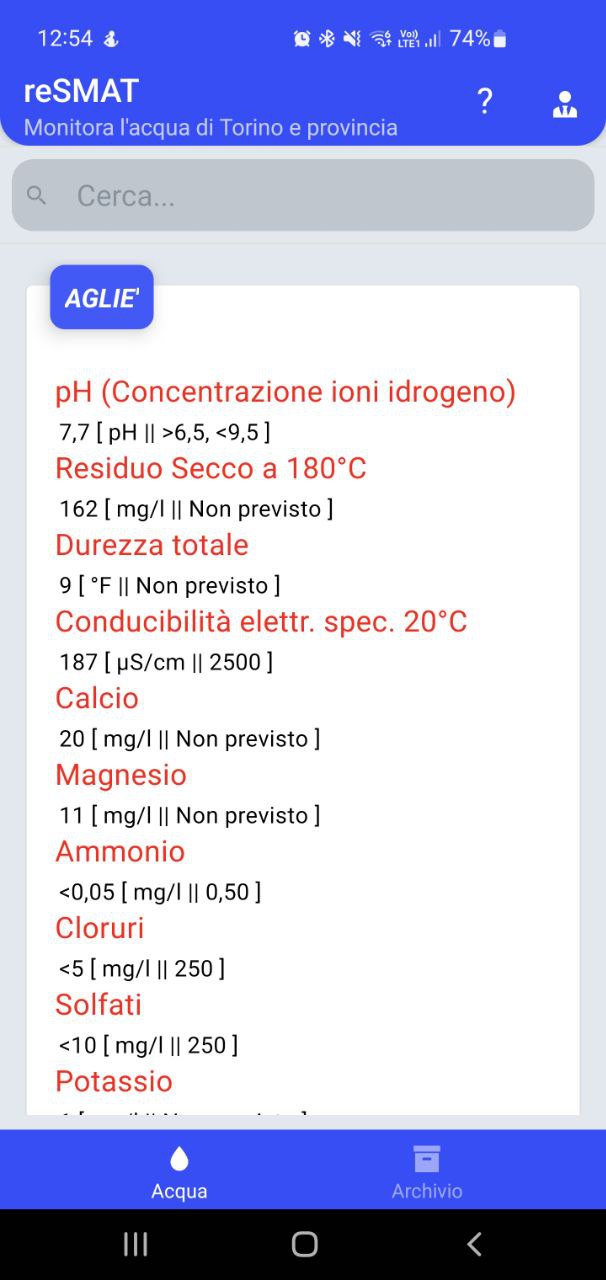 12:54 Vo)) LTE1 74%
reSMAT
?
Monitora l'acqua di Torino e provincia
Cerca...
AGLIE'
pH (Concentrazione ioni idrogeno)
7,7 [ pH || >6,5, <9,5 ]
Residuo Secco a 180°C
162 [ mg/l || Non previsto ]
Durezza totale
9 [ °F || Non previsto ]
Conducibilità elettr. spec. 20°C
187 [ µS/cm || 2500 ]
Calcio
20 [ mg/l || Non previsto ]
Magnesio
11 [ mg/l || Non previsto ]
Ammonio
<0,05 [ mg/l || 0,50 ]
Cloruri
<5 [ mg/l || 250 ]
Solfati
<10 [ mg/l || 250 ]
Potassio
Acqua Archivio